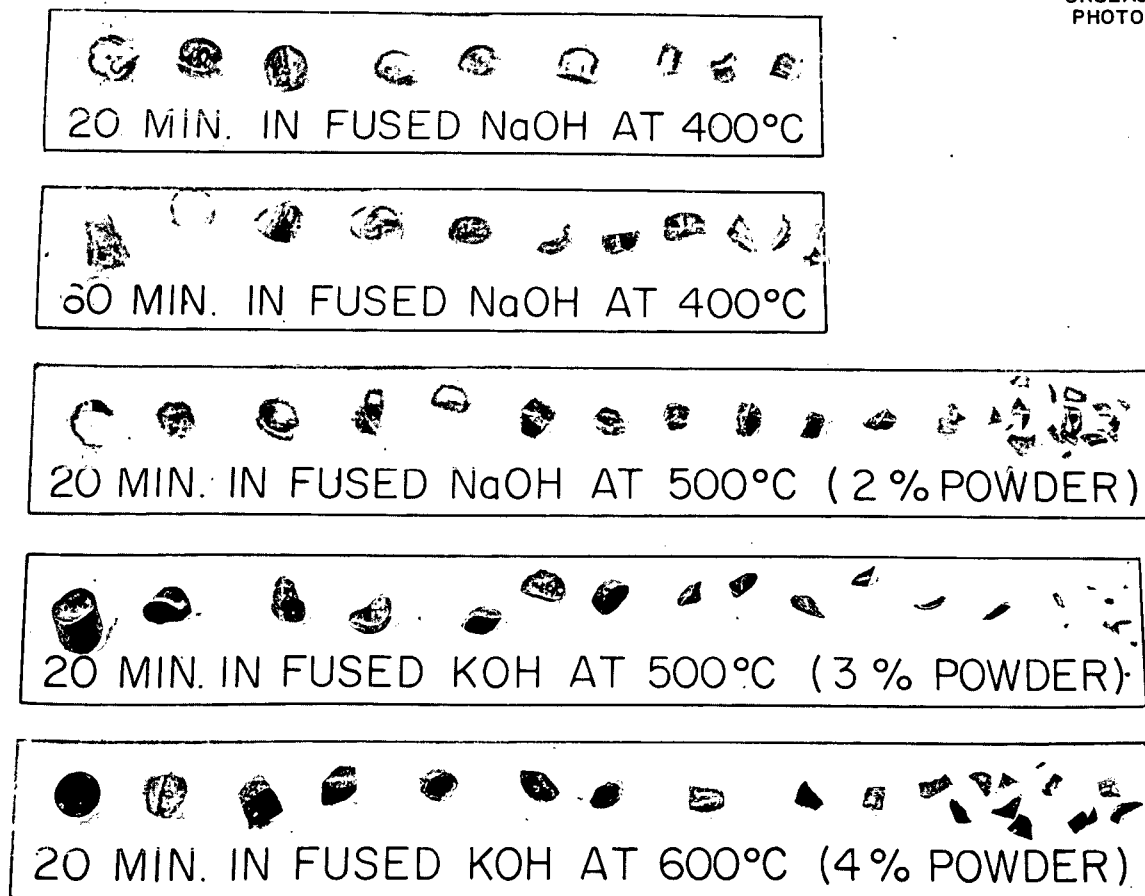 PHOTO
20 MIN. IN FUSED NaOH AT 400°C
60 MIN. IN FUSED NaOH AT 400°C
20 MIN. IN FUSED NaOH AT 500°C (2% POWDER)
20 MIN. IN FUSED KOH AT 500°C (3% POWDER)
20 MIN. IN FUSED KOH AT 600°C (4% POWDER)